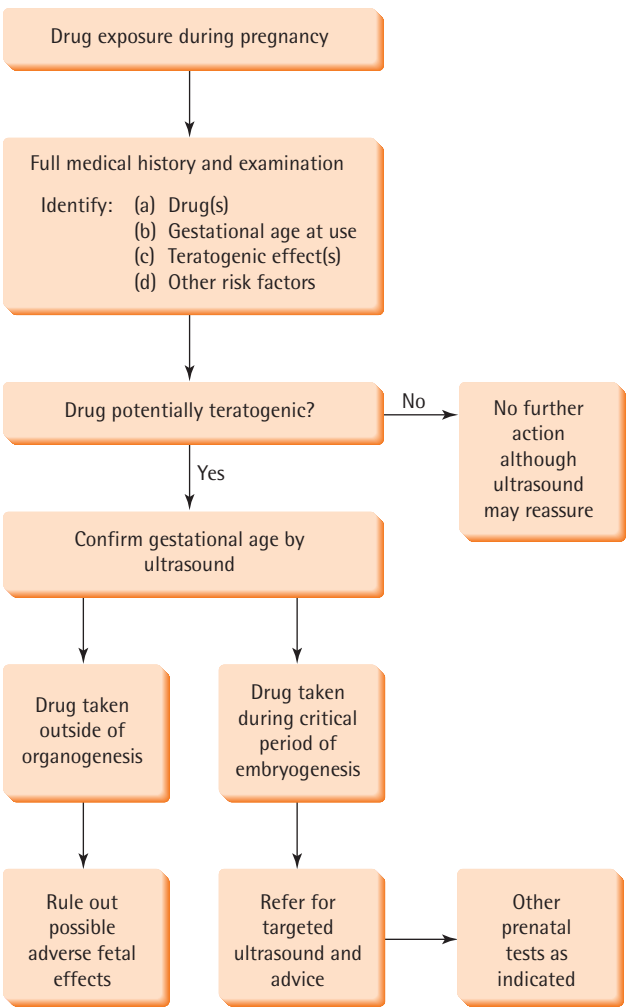 Drug exposure during pregnancy
Full medical history and examination
Identify: (a) Drug(s)
(b) Gestational age at use
(c) Teratogenic effect(s)
(d) Other risk factors
Drug potentially teratogenic?
No
No further
action
although
ultrasound
may reassure
Yes
Confirm gestational age by
ultrasound
Drug taken
outside of
organogenesis
Drug taken
during critical
period of
embryogenesis
Rule out
possible
adverse fetal
effects
Refer for
targeted
ultrasound and
advice
Other
prenatal
tests as
indicated